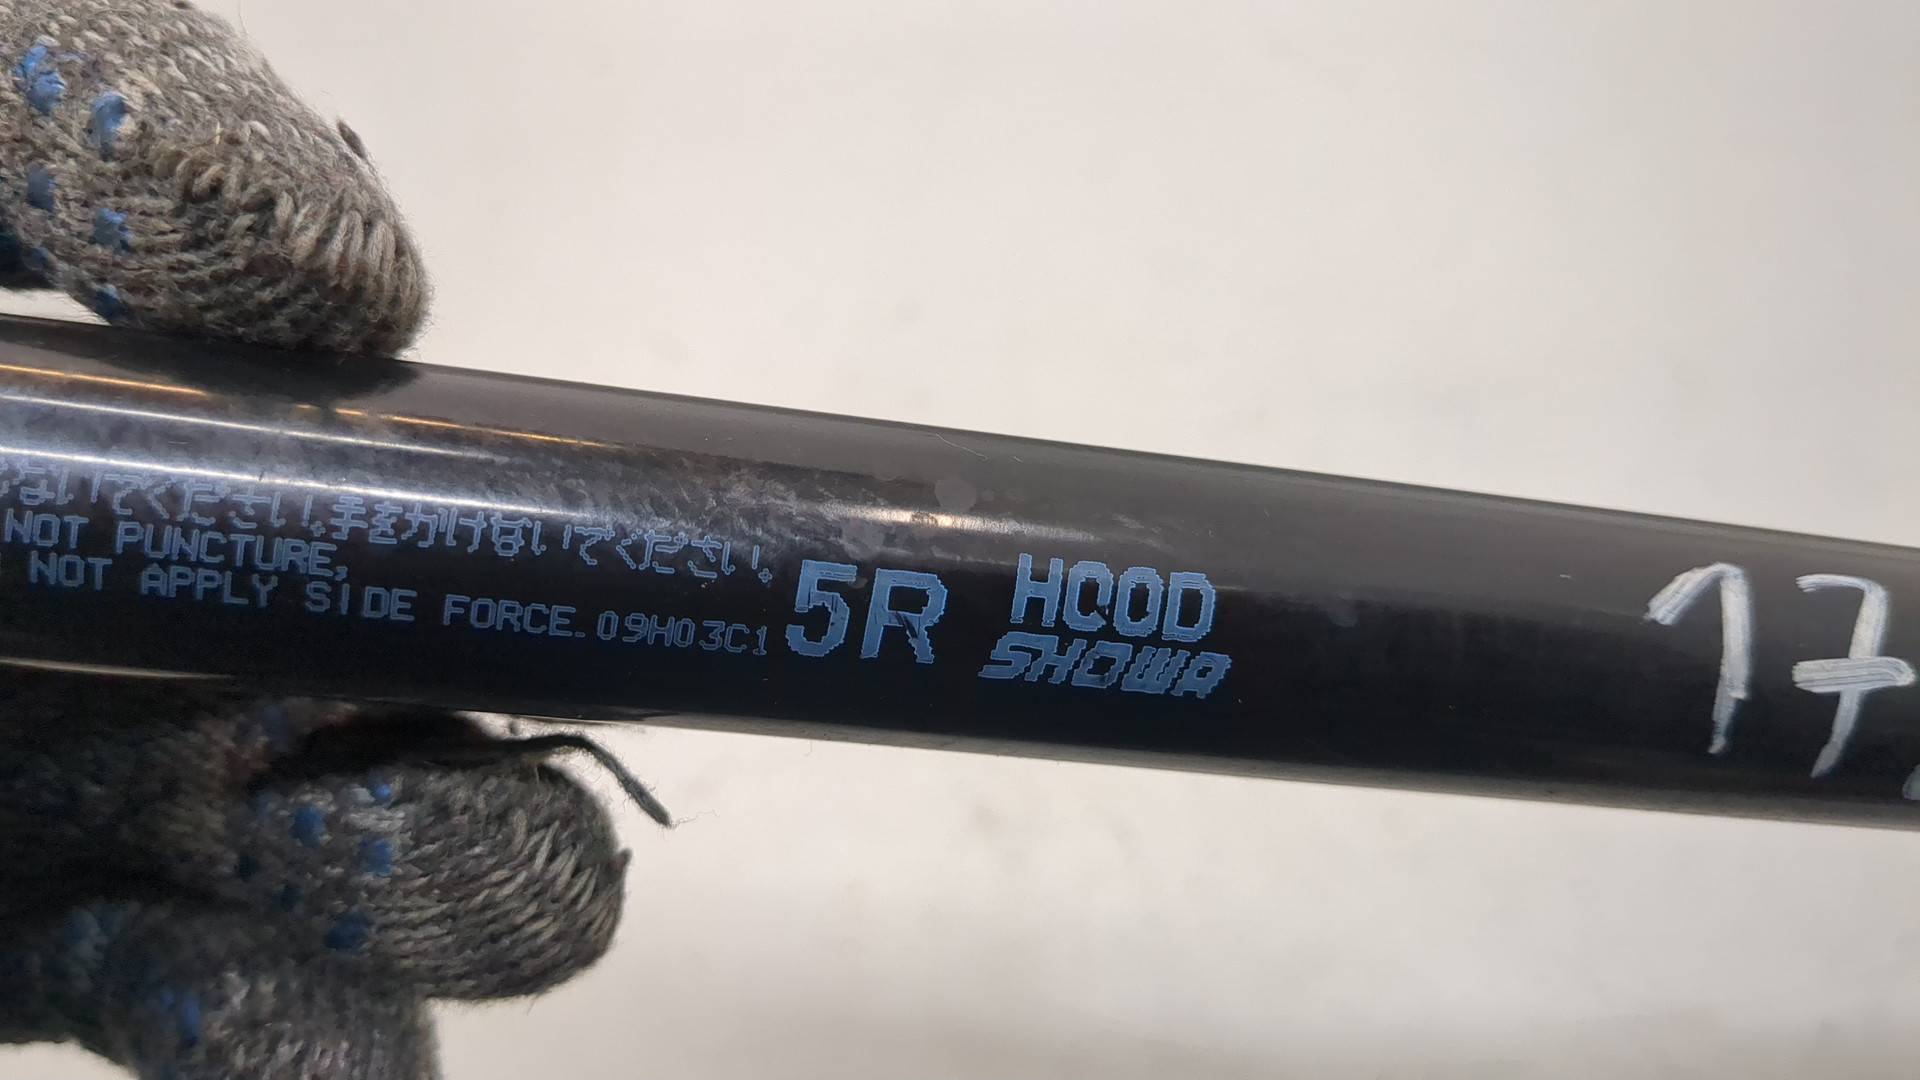 ないでください。手をかけないでください。
NOT PUNCTURE,
NOT APPLY SIDE FORCE. 09H03C1
5R
HOOD
SHOWA
17